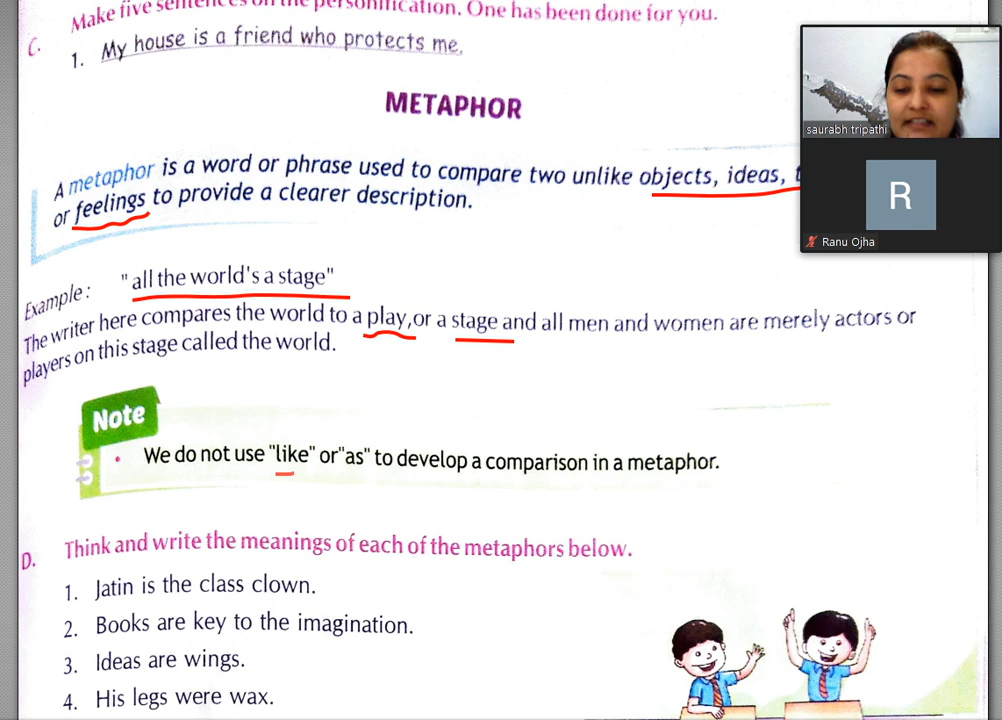 Make five sentences on the personification. One has been done for you.
C.
1. My house is a friend who protects me.
METAPHOR
A metaphor is a word or phrase used to compare two unlike objects, ideas,
or feelings to provide a clearer description.
Example: "all the world's a stage"
The writer here compares the world to a play,or a stage and all men and women are merely actors or
players on this stage called the world.
Note
• We do not use "like" or"as" to develop a comparison in a metaphor.
D. Think and write the meanings of each of the metaphors below.
1. Jatin is the class clown.
2. Books are key to the imagination.
3. Ideas are wings.
4. His legs were wax.
saurabh tripathi
R
Ranu Ojha